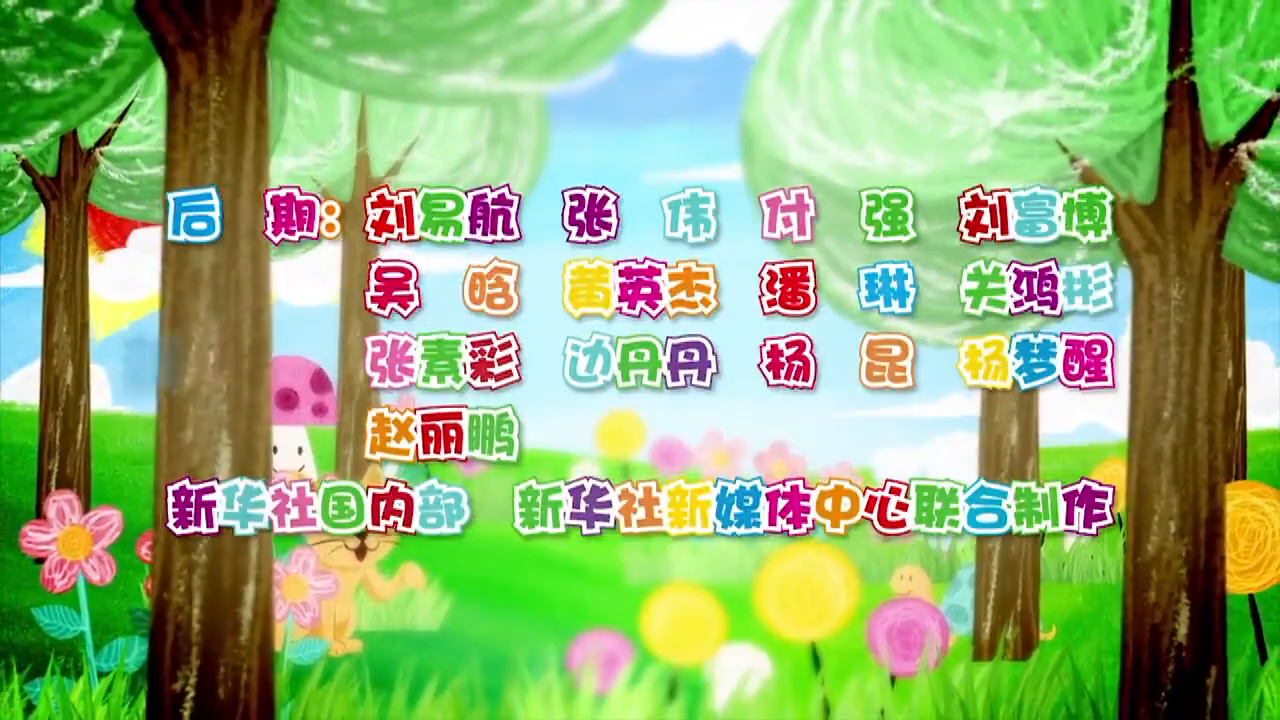 后 期: 刘易航 张 伟 付 强 刘富博
吴 晗 黄英杰 潘 琳 关鸿彬
张素彩 边丹丹 杨 昆 杨梦醒
赵丽鹏
新华社国内部 新华社新媒体中心联合制作